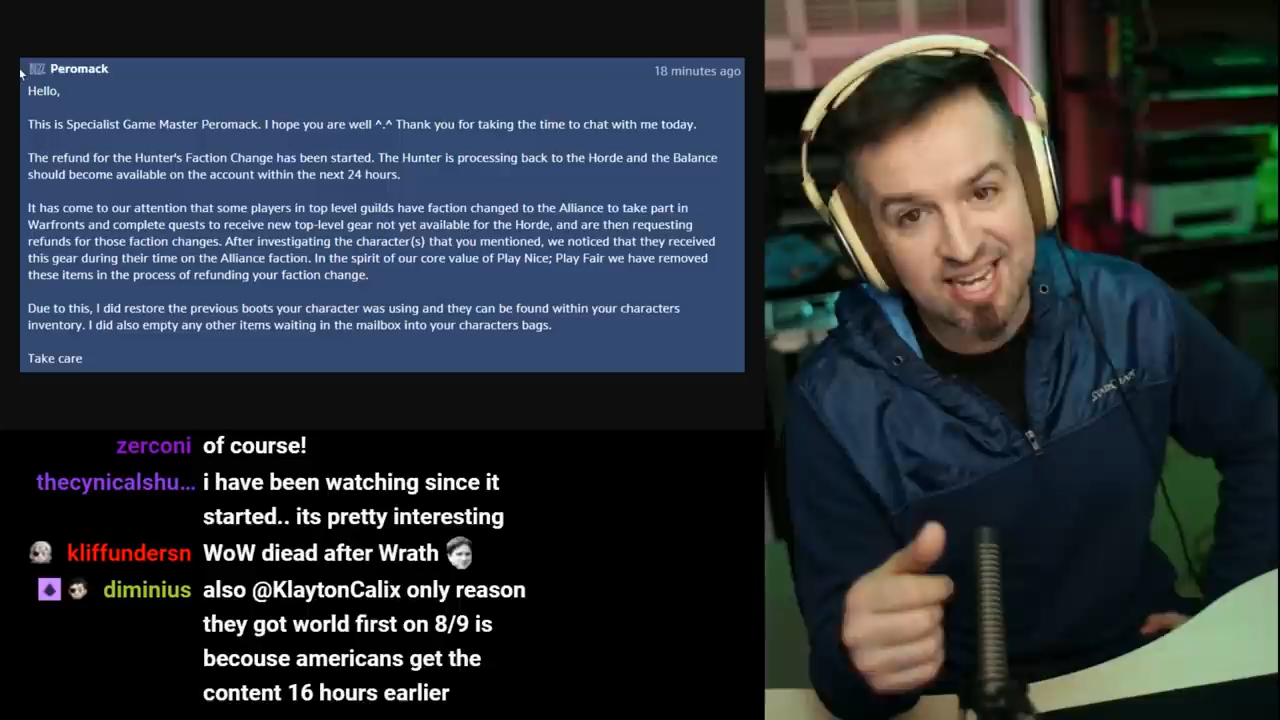 Peromack
18 minutes ago
Hello,
This is Specialist Game Master Peromack. I hope you are well ^.^ Thank you for taking the time to chat with me today.
The refund for the Hunter's Faction Change has been started. The Hunter is processing back to the Horde and the Balance
should become available on the account within the next 24 hours.
It has come to our attention that some players in top level guilds have faction changed to the Alliance to take part in
Warfronts and complete quests to receive new top-level gear not yet available for the Horde, and are then requesting
refunds for those faction changes. After investigating the character(s) that you mentioned, we noticed that they received
this gear during their time on the Alliance faction. In the spirit of our core value of Play Nice; Play Fair we have removed
these items in the process of refunding your faction change.
Due to this, I did restore the previous boots your character was using and they can be found within your characters
inventory. I did also empty any other items waiting in the mailbox into your characters bags.
Take care
zerconi of course!
thecynicalshu... i have been watching since it
started.. its pretty interesting
kliffundersn WoW diead after Wrath
diminius also @KlaytonCalix only reason
they got world first on 8/9 is
becouse americans get the
content 16 hours earlier